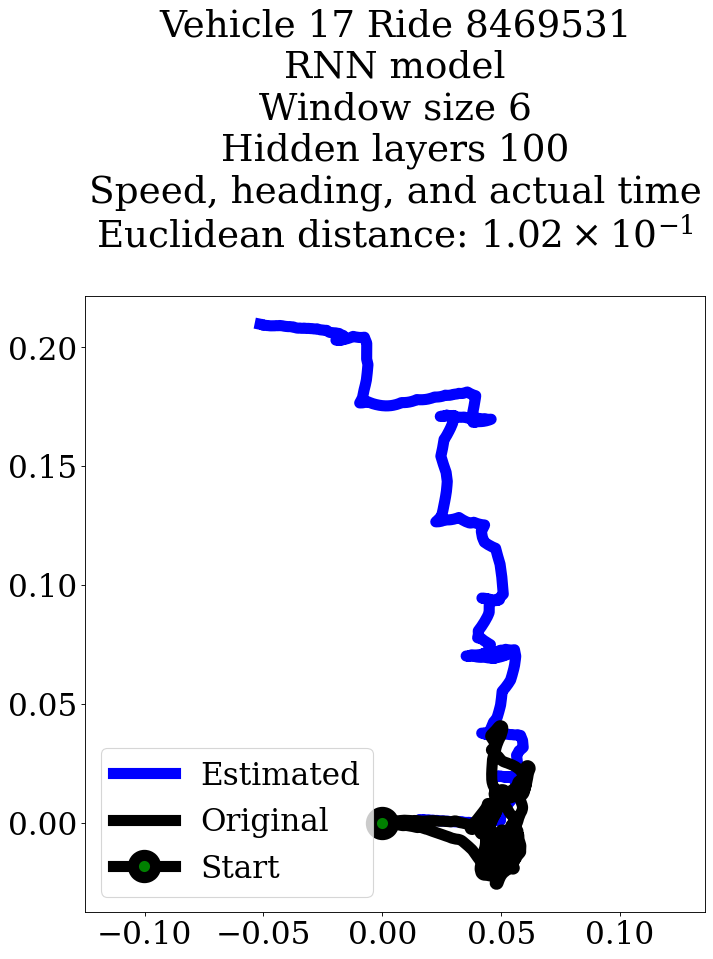 Vehicle 17 Ride 8469531
RNN model
Window size 6
Hidden layers 100
Speed, heading, and actual time
Euclidean distance: 1.02 × 10⁻¹
0.20
0.15
0.10
0.05
0.00
Estimated
Original
Start
−0.10 −0.05 0.00 0.05 0.10